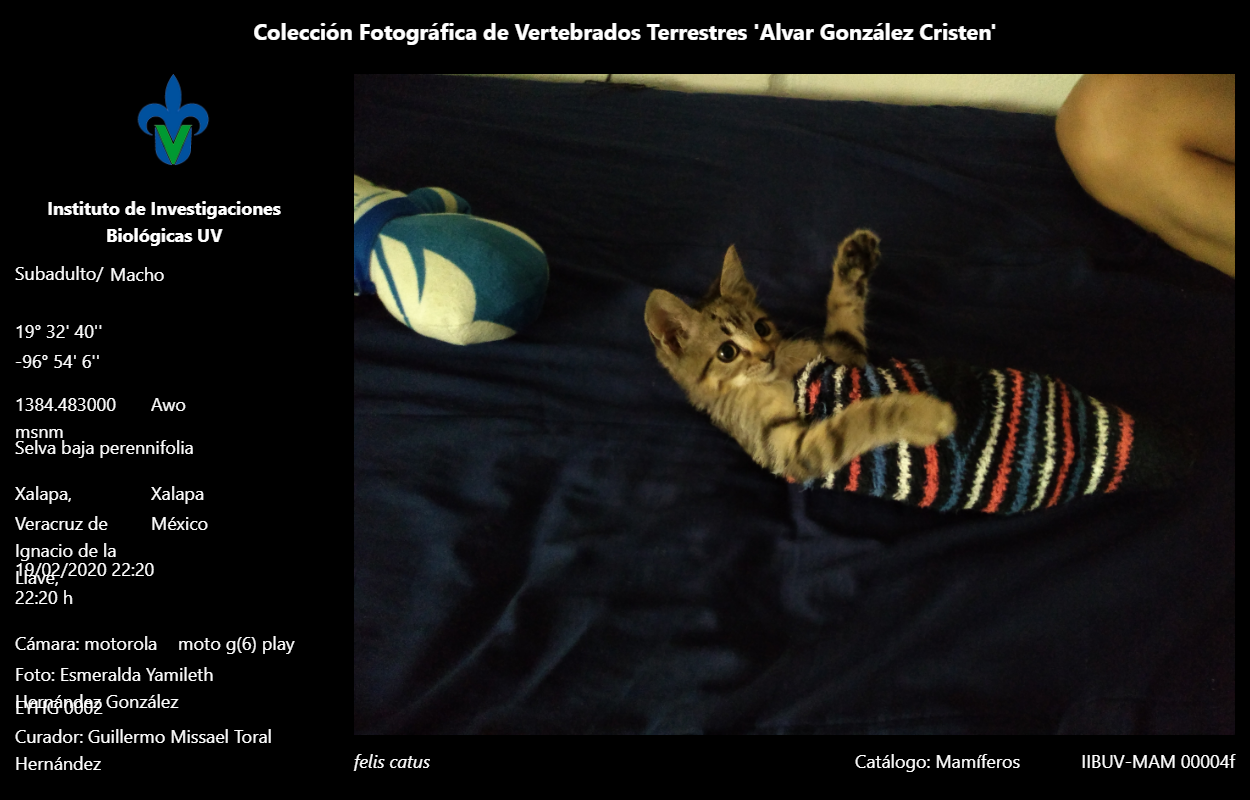 Colección Fotográfica de Vertebrados Terrestres 'Alvar González Cristen'
V
Instituto de Investigaciones
Biológicas UV
Subadulto/ Macho
19° 32' 40''
-96° 54' 6''
1384.483000 Awo
msnm
Selva baja perennifolia
Xalapa, Xalapa
Veracruz de México
Ignacio de la
Llave,
19/02/2020 22:20
22:20 h
Cámara: motorola moto g(6) play
Foto: Esmeralda Yamileth
Hernández González
EYHG 0002
Curador: Guillermo Missael Toral
Hernández
felis catus
Catálogo: Mamíferos IIBUV-MAM 00004f